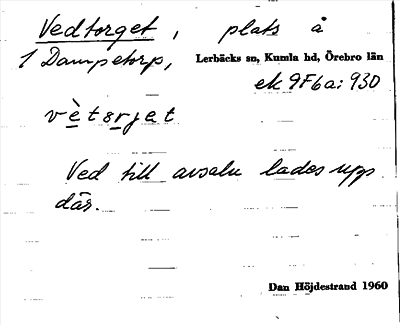 Vedtorget, plats å
1 Dampetorp, Lerbäcks sn, Kumla hd, Örebro län
ek 9F6a:930
vètsrjet
Ved till avsalu lades upp
där.
Dan Höjdestrand 1960